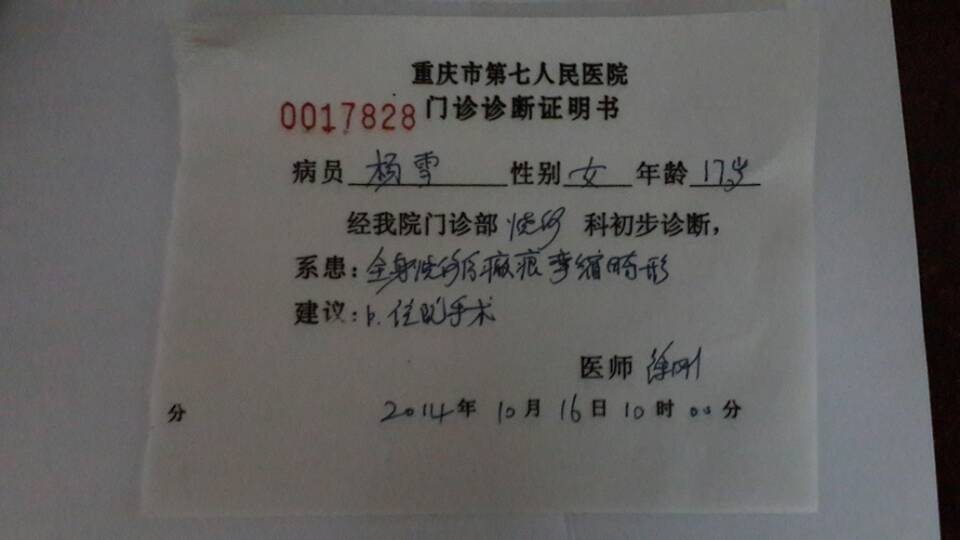 重庆市第七人民医院
0017828 门诊诊断证明书
病员 杨雪 性别 女 年龄 17岁
经我院门诊部 烧伤 科初步诊断，
系患：全身烧伤后瘢痕挛缩畸形
建议：1. 住院手术
医师 徐刚
分 2014年 10月 16日 10时 00分